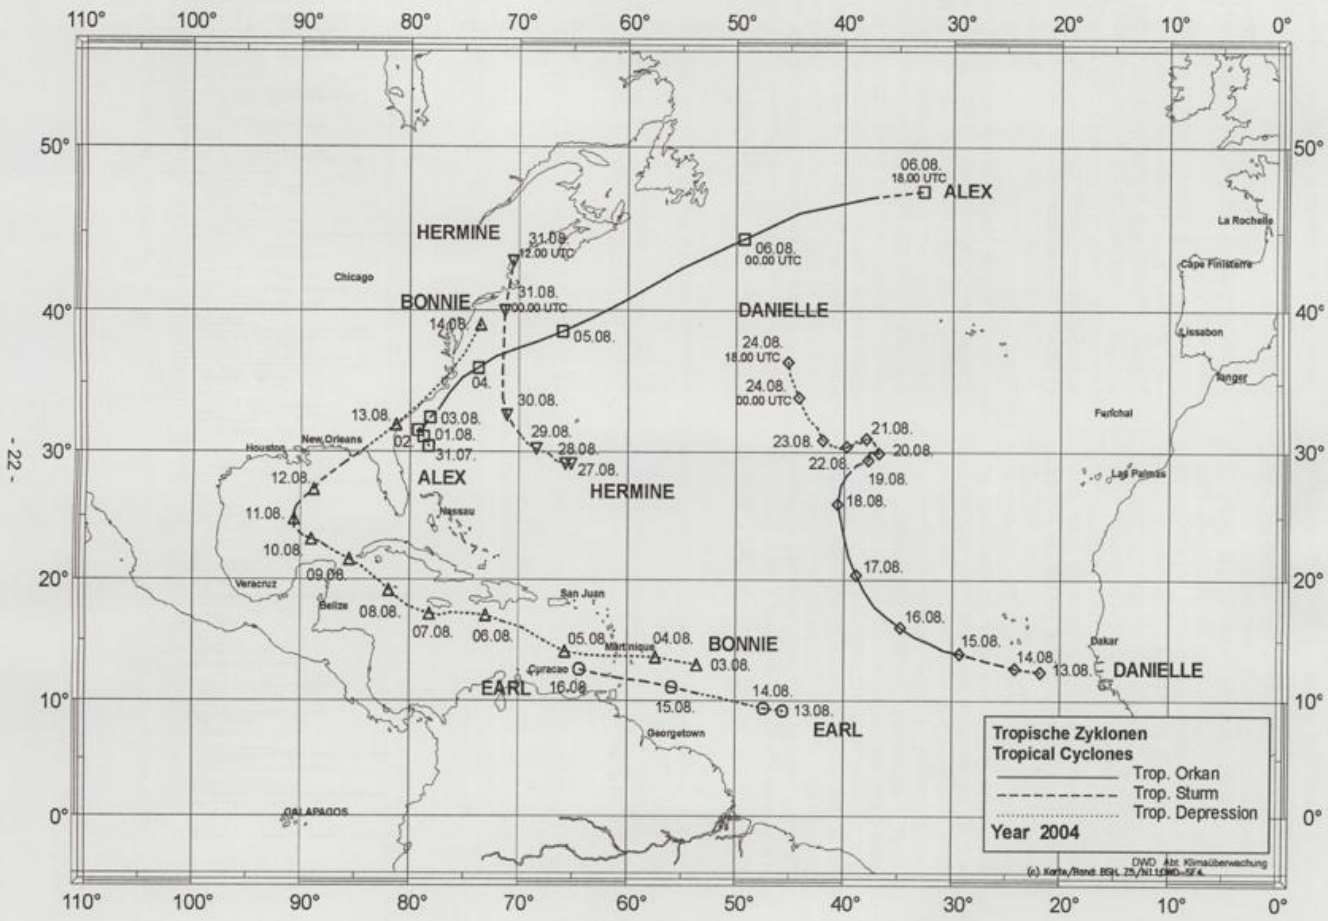 110° 100° 90° 80° 70° 60° 50° 40° 30° 20° 10° 0°
50° 50°
40° 40°
30° 30°
20° 20°
10° 10°
0° 0°
- 22 -
06.08.
18.00 UTC
ALEX
La Rochelle
HERMINE
31.08.
12.00 UTC
06.08.
00.00 UTC
Cape Finisterre
Chicago
BONNIE
31.08.
00.00 UTC
DANIELLE
14.08.
05.08.
24.08.
18.00 UTC
Lissabon
04.
Tanger
24.08.
00.00 UTC
13.08.
03.08.
30.08.
Funchal
02.
01.08.
29.08.
23.08.
21.08.
20.08.
Houston
New Orleans
31.07.
28.08.
27.08.
22.08.
19.08.
ALEX
HERMINE
Las Palmas
12.08.
18.08.
11.08.
Nassau
10.08.
09.08.
17.08.
Veracruz
Belize
08.08.
San Juan
07.08.
06.08.
05.08.
Martinique
04.08.
BONNIE
03.08.
16.08.
15.08.
Dakar
14.08.
13.08.
DANIELLE
Curacao
EARL
16.08.
15.08.
14.08.
13.08.
EARL
Georgetown
GALAPAGOS
Tropische Zyklonen
Tropical Cyclones
Trop. Orkan
Trop. Sturm
Trop. Depression
Year 2004
DWD Abt. Klimaüberwachung
110° 100° 90° 80° 70° 60° 50° 40° 30° 20° 10° 0°